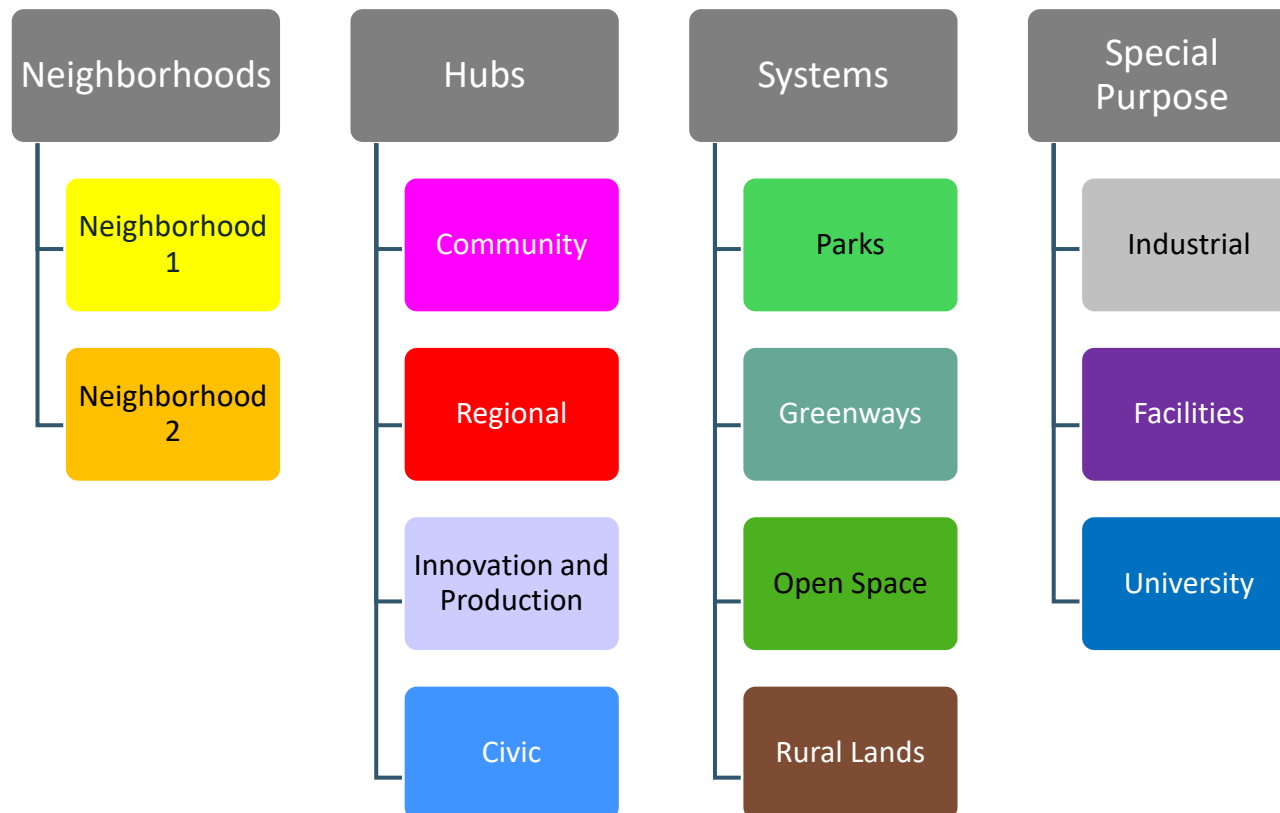 Neighborhoods
Neighborhood
1
Neighborhood
2
Hubs
Community
Regional
Innovation and
Production
Civic
Systems
Parks
Greenways
Open Space
Rural Lands
Special
Purpose
Industrial
Facilities
University